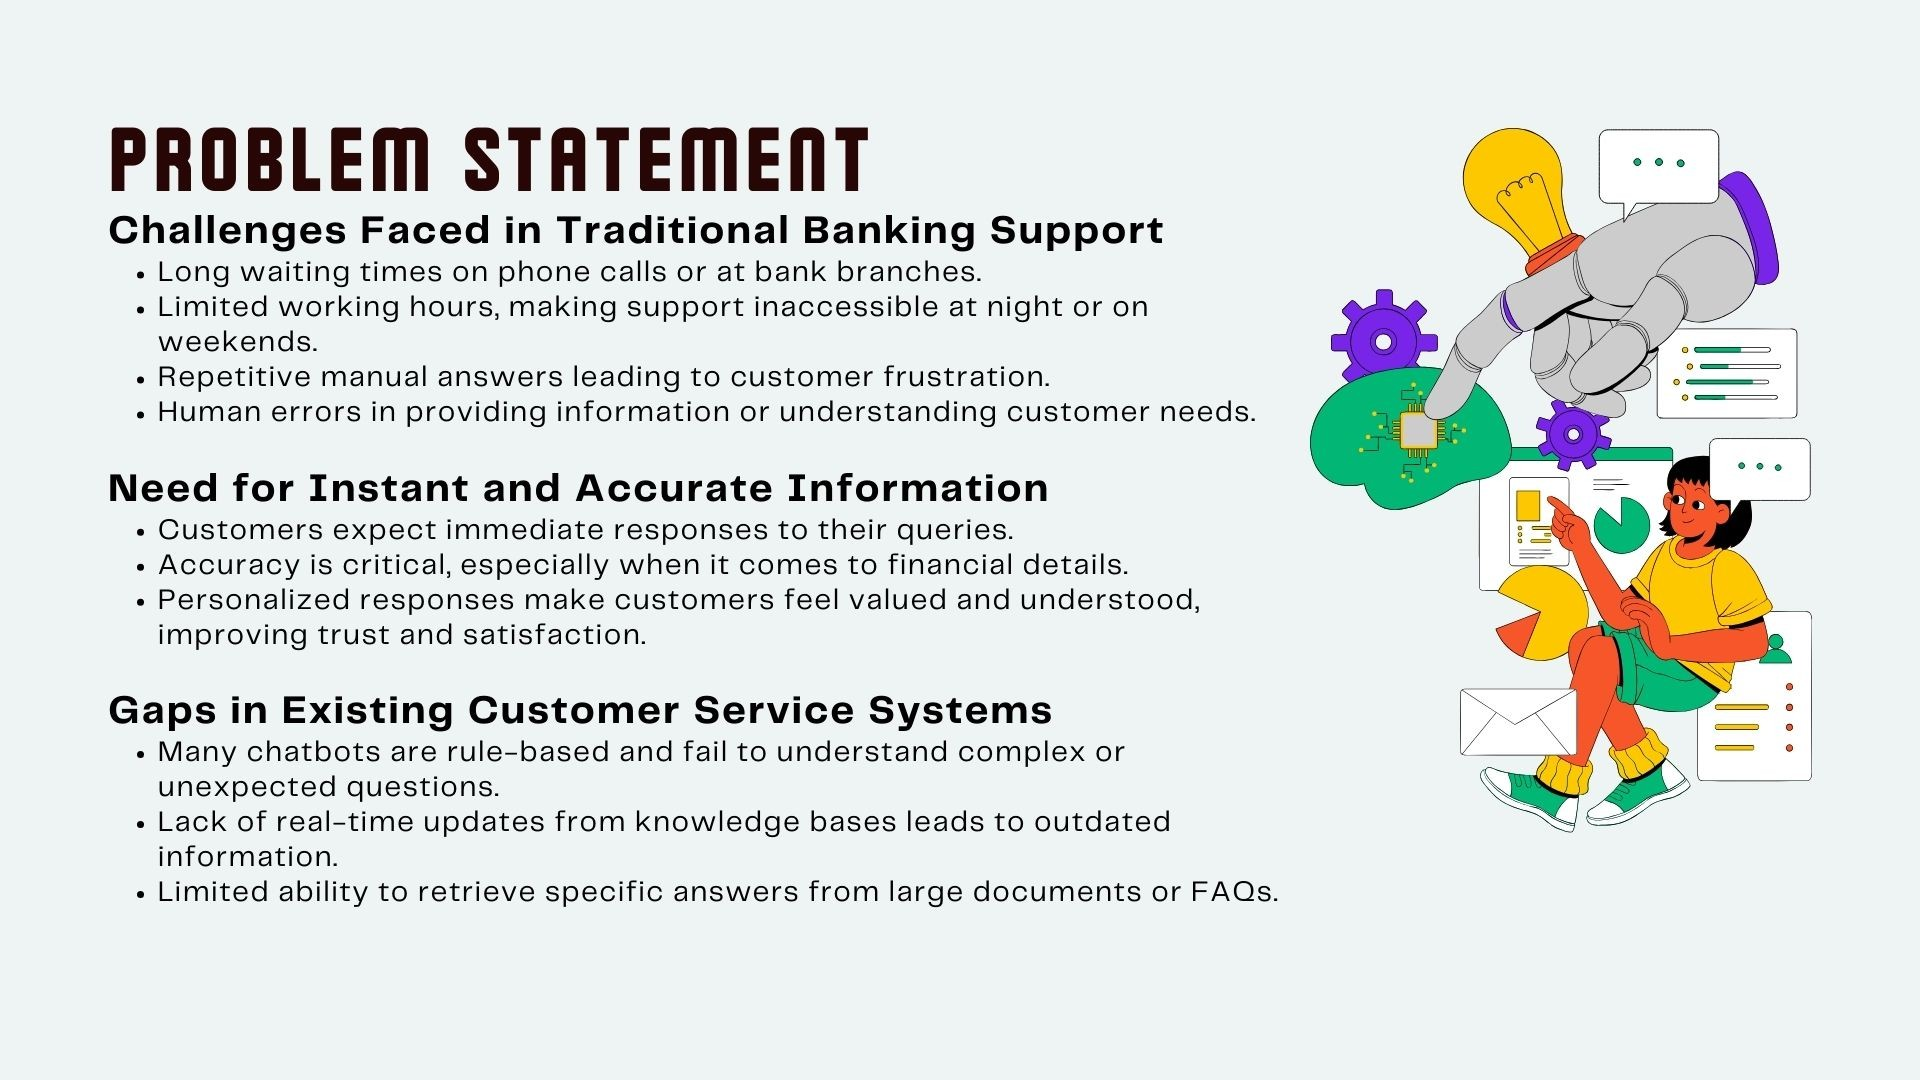 PROBLEM STATEMENT
Challenges Faced in Traditional Banking Support
• Long waiting times on phone calls or at bank branches.
• Limited working hours, making support inaccessible at night or on
weekends.
• Repetitive manual answers leading to customer frustration.
• Human errors in providing information or understanding customer needs.
Need for Instant and Accurate Information
• Customers expect immediate responses to their queries.
• Accuracy is critical, especially when it comes to financial details.
• Personalized responses make customers feel valued and understood,
improving trust and satisfaction.
Gaps in Existing Customer Service Systems
• Many chatbots are rule-based and fail to understand complex or
unexpected questions.
• Lack of real-time updates from knowledge bases leads to outdated
information.
• Limited ability to retrieve specific answers from large documents or FAQs.